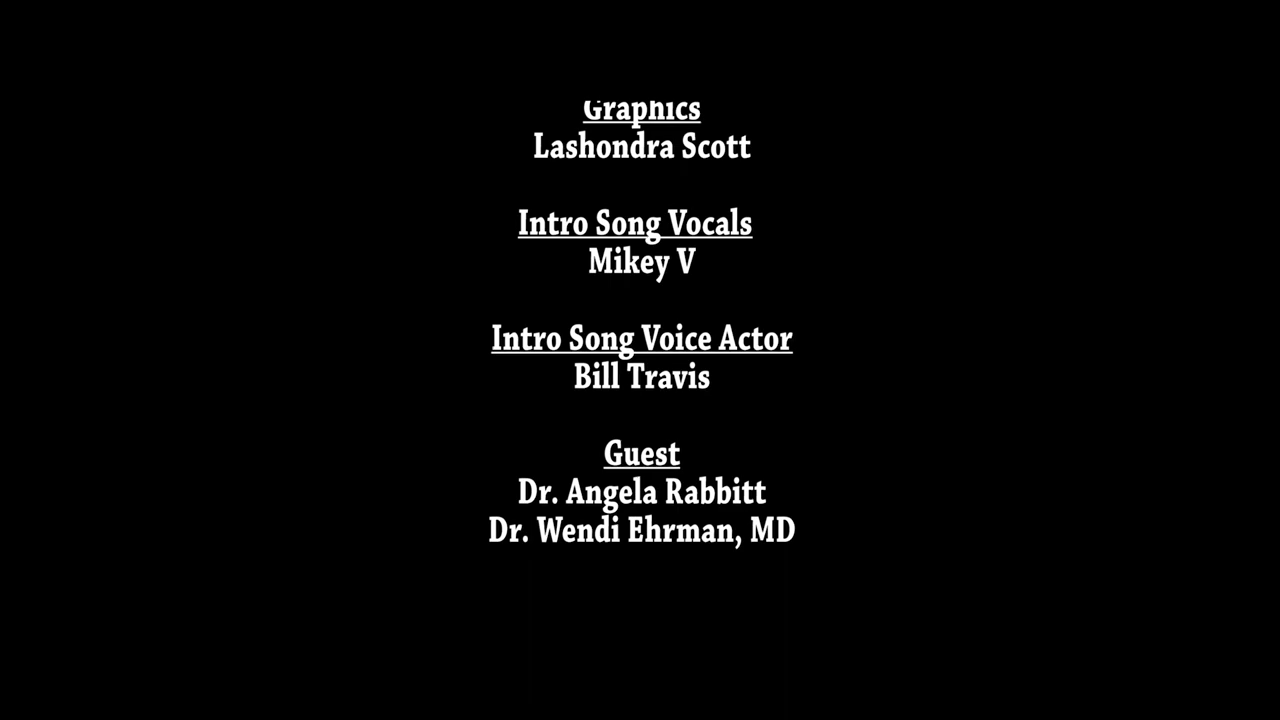 Graphics
Lashondra Scott
Intro Song Vocals
Mikey V
Intro Song Voice Actor
Bill Travis
Guest
Dr. Angela Rabbitt
Dr. Wendi Ehrman, MD